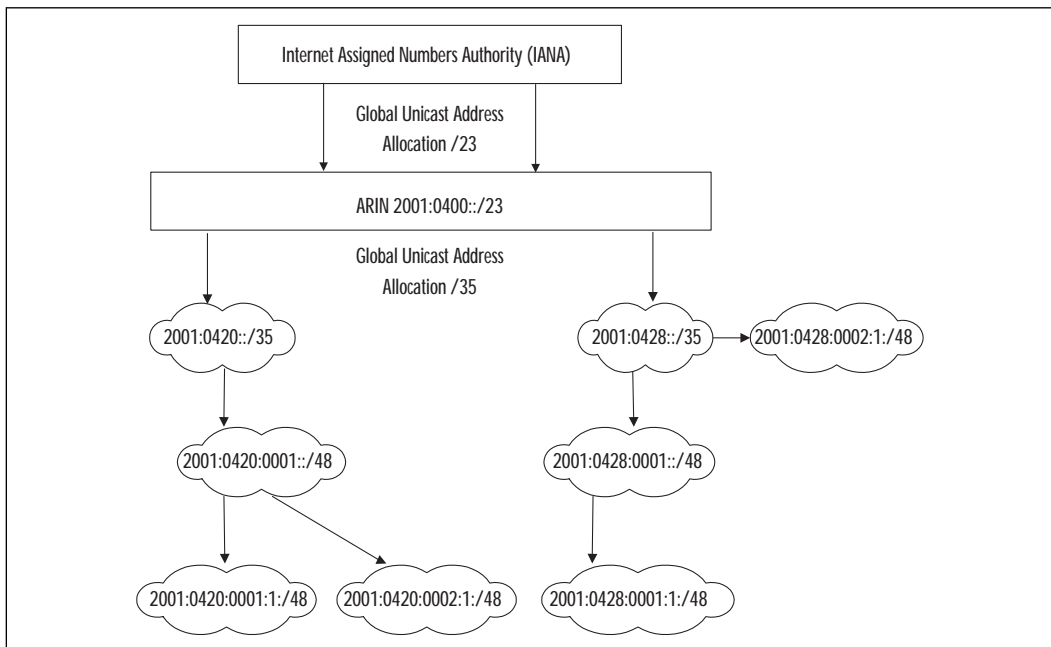 Internet Assigned Numbers Authority (IANA)
Global Unicast Address
Allocation /23
ARIN 2001:0400::/23
Global Unicast Address
Allocation /35
2001:0420::/35
2001:0428::/35
2001:0428:0002:1:/48
2001:0420:0001::/48
2001:0428:0001::/48
2001:0420:0001:1:/48
2001:0420:0002:1:/48
2001:0428:0001:1:/48